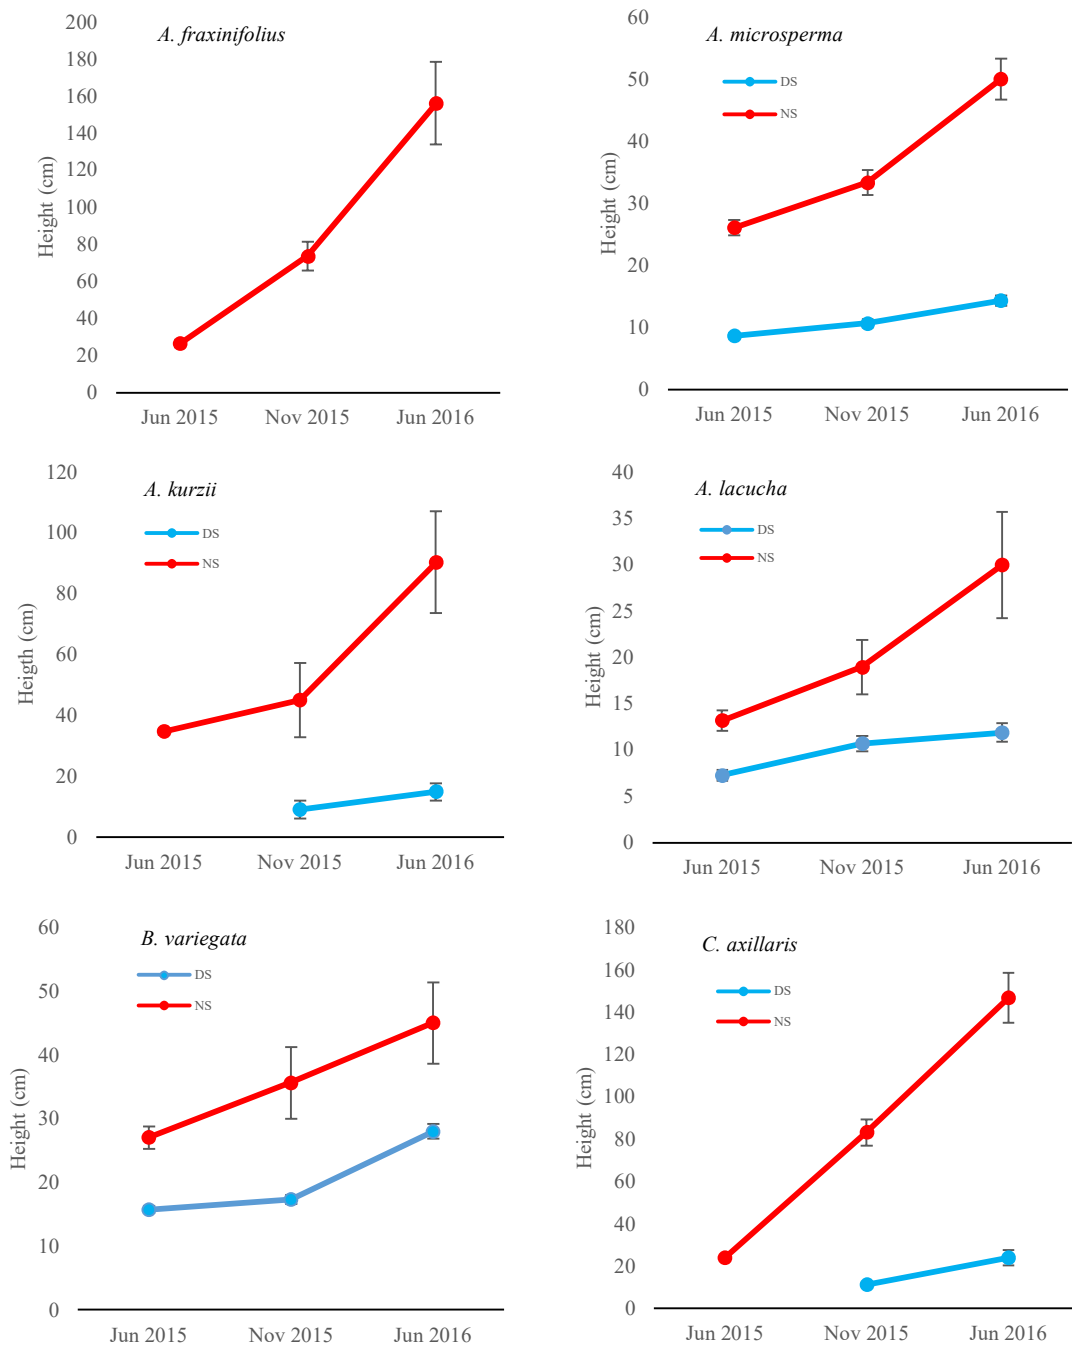 A. fraxinifolius
Height (cm)
200
180
160
140
120
100
80
60
40
20
0
Jun 2015 Nov 2015 Jun 2016
A. microsperma
DS
NS
Height (cm)
60
50
40
30
20
10
0
Jun 2015 Nov 2015 Jun 2016
A. kurzii
DS
NS
Heigth (cm)
120
100
80
60
40
20
0
Jun 2015 Nov 2015 Jun 2016
A. lacucha
DS
NS
Height (cm)
40
35
30
25
20
15
10
5
0
Jun 2015 Nov 2015 Jun 2016
B. variegata
DS
NS
Height (cm)
60
50
40
30
20
10
0
Jun 2015 Nov 2015 Jun 2016
C. axillaris
DS
NS
Height (cm)
180
160
140
120
100
80
60
40
20
0
Jun 2015 Nov 2015 Jun 2016